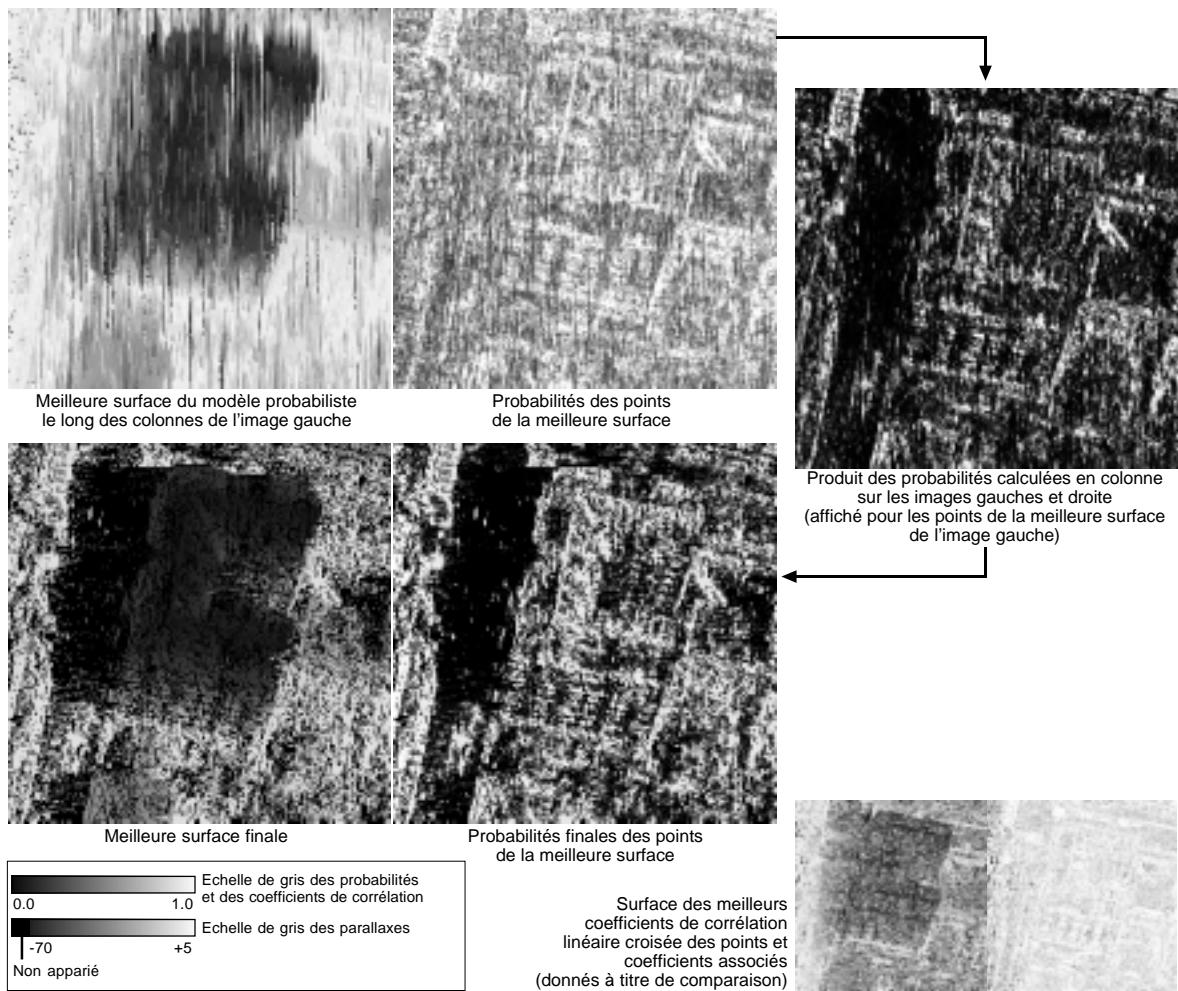 Meilleure surface du modèle probabiliste
le long des colonnes de l'image gauche
Probabilités des points
de la meilleure surface
Produit des probabilités calculées en colonne
sur les images gauches et droite
(affiché pour les points de la meilleure surface
de l'image gauche)
Meilleure surface finale
Probabilités finales des points
de la meilleure surface
Echelle de gris des probabilités
et des coefficients de corrélation
0.0 1.0
Echelle de gris des parallaxes
-70 +5
Non apparié
Surface des meilleurs
coefficients de corrélation
linéaire croisée des points et
coefficients associés
(donnés à titre de comparaison)